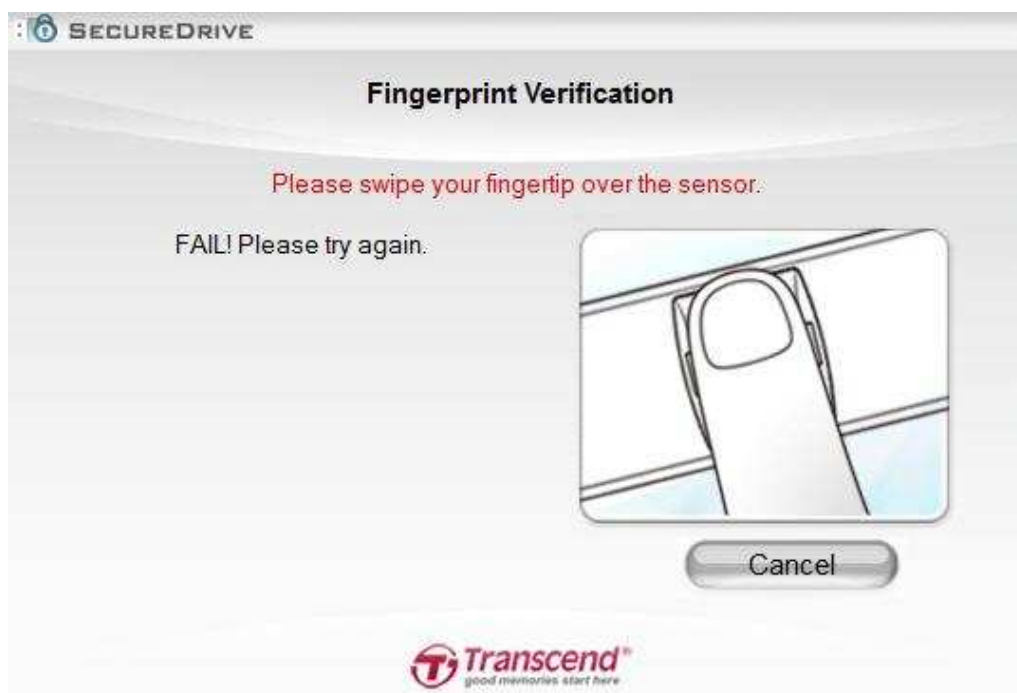 SECUREDRIVE
Fingerprint Verification
Please swipe your fingertip over the sensor.
FAIL! Please try again.
Cancel
Transcend®
good memories start here